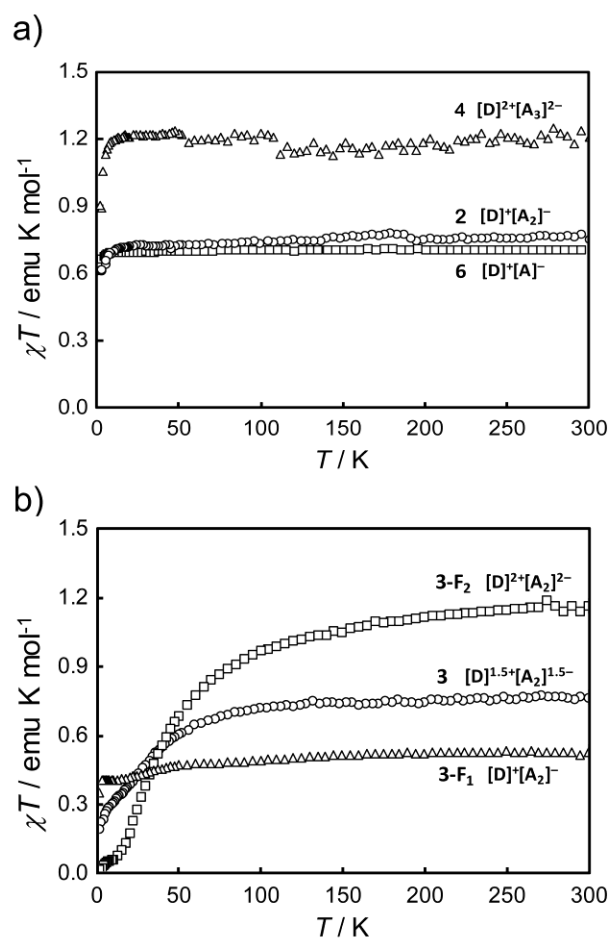 a)
1.5
1.2
0.9
0.6
0.3
0.0
χT / emu K mol⁻¹
4 [D]²⁺[A₃]²⁻
2 [D]⁺[A₂]⁻
6 [D]⁺[A]⁻
0 50 100 150 200 250 300
T / K
b)
1.5
1.2
0.9
0.6
0.3
0.0
χT / emu K mol⁻¹
3-F₂ [D]²⁺[A₂]²⁻
3 [D]¹·⁵⁺[A₂]¹·⁵⁻
3-F₁ [D]⁺[A₂]⁻
0 50 100 150 200 250 300
T / K